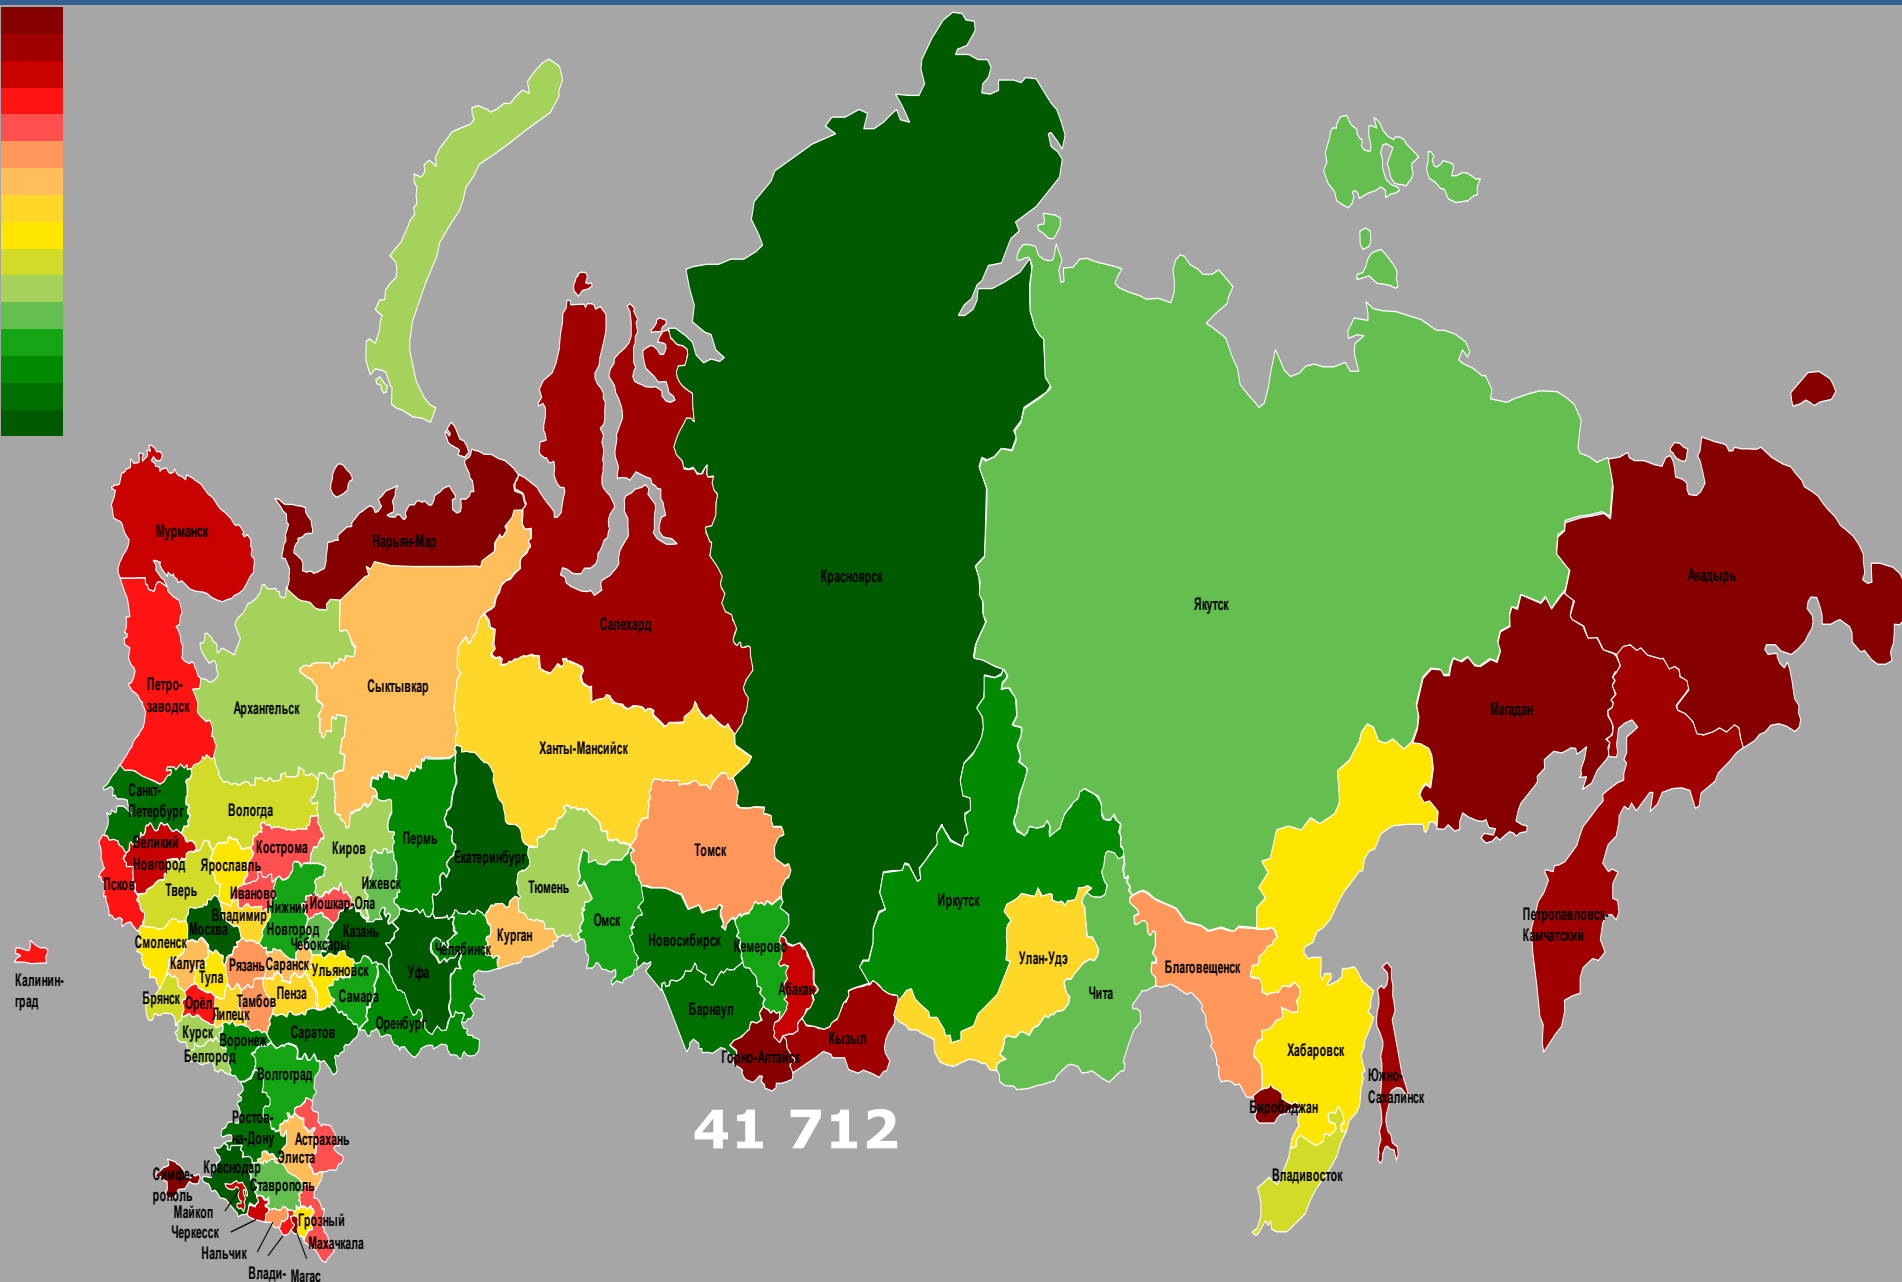 Мурманск
Нарьян-Мар
Красноярск
Анадырь
Якутск
Салехард
Петро-
заводск
Сыктывкар
Архангельск
Магадан
Ханты-Мансийск
Санкт-
Петербург
Вологда
Пермь
Великий
Новгород
Кострома
Киров
Томск
Екатеринбург
Ярославль
Псков
Тверь
Ижевск
Тюмень
Иваново
Иошкар-Ола
Нижний
Новгород
Владимир
Иркутск
Омск
Петропавловск-
Камчатский
Москва
Казань
Смоленск
Чебоксары
Челябинск
Курган
Новосибирск
Кемерово
Улан-Удэ
Калуга
Рязань
Саранск
Ульяновск
Уфа
Благовещенск
Тула
Калинин-
град
Абакан
Чита
Брянск
Орёл
Тамбов
Пенза
Самара
Липецк
Барнаул
Курск
Воронеж
Саратов
Оренбург
Кызыл
Белгород
Горно-Алтайск
Хабаровск
Волгоград
Южно-
Сахалинск
Биробиджан
Ростов-
на-Дону
41 712
Астрахань
Элиста
Краснодар
Симфе-
рополь
Ставрополь
Владивосток
Майкоп
Черкесск
Грозный
Махачкала
Нальчик
Влади-
Магас